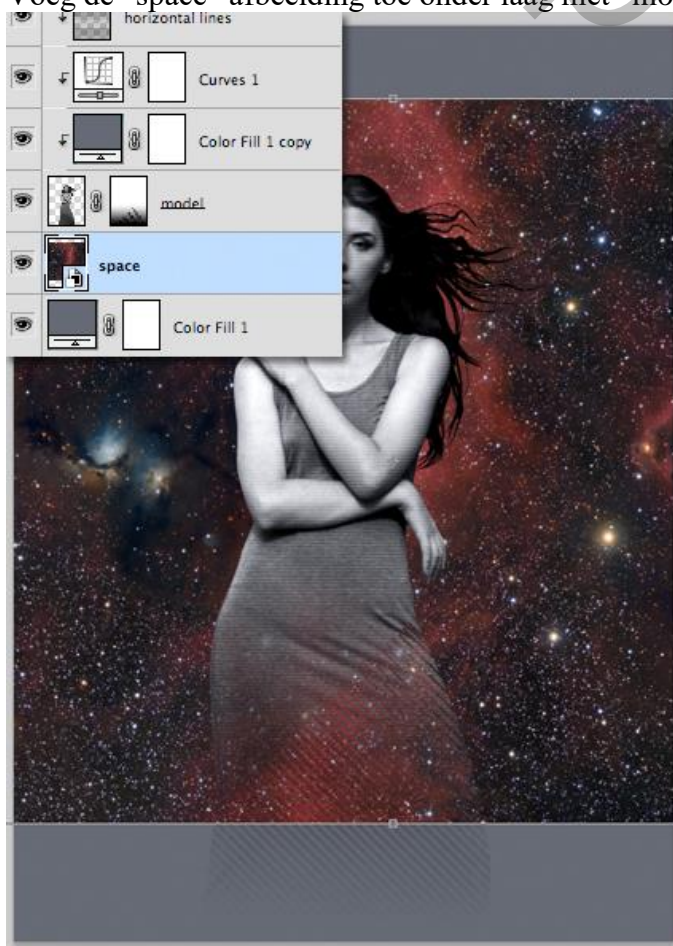 Voeg de "space" afbeelding toe onder laag met "mo
horizontal lines
Curves 1
Color Fill 1 copy
model
space
Color Fill 1